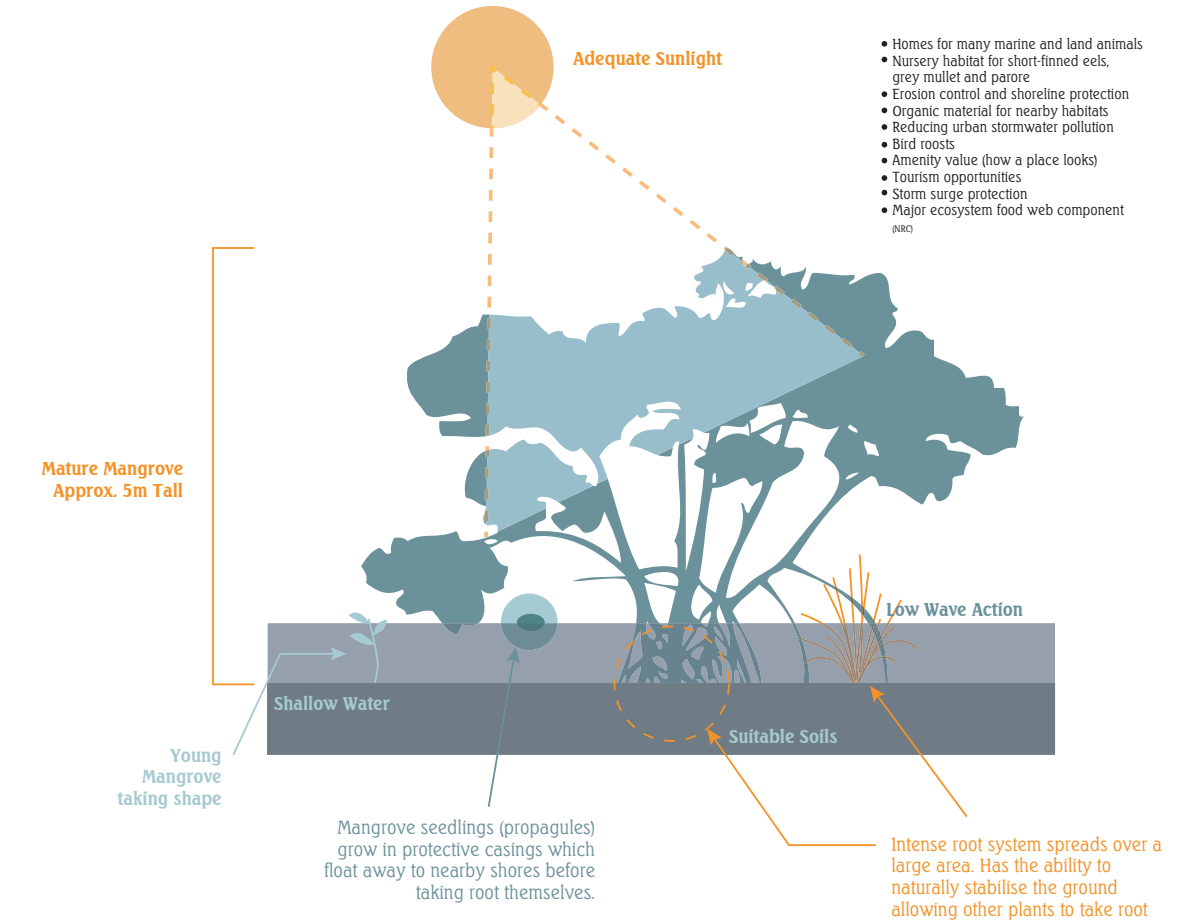 Adequate Sunlight
• Homes for many marine and land animals
• Nursery habitat for short-finned eels,
grey mullet and parore
• Erosion control and shoreline protection
• Organic material for nearby habitats
• Reducing urban stormwater pollution
• Bird roosts
• Amenity value (how a place looks)
• Tourism opportunities
• Storm surge protection
• Major ecosystem food web component
(NRC)
Mature Mangrove
Approx. 5m Tall
Low Wave Action
Shallow Water
Suitable Soils
Young
Mangrove
taking shape
Mangrove seedlings (propagules)
grow in protective casings which
float away to nearby shores before
taking root themselves.
Intense root system spreads over a
large area. Has the ability to
naturally stabilise the ground
allowing other plants to take root